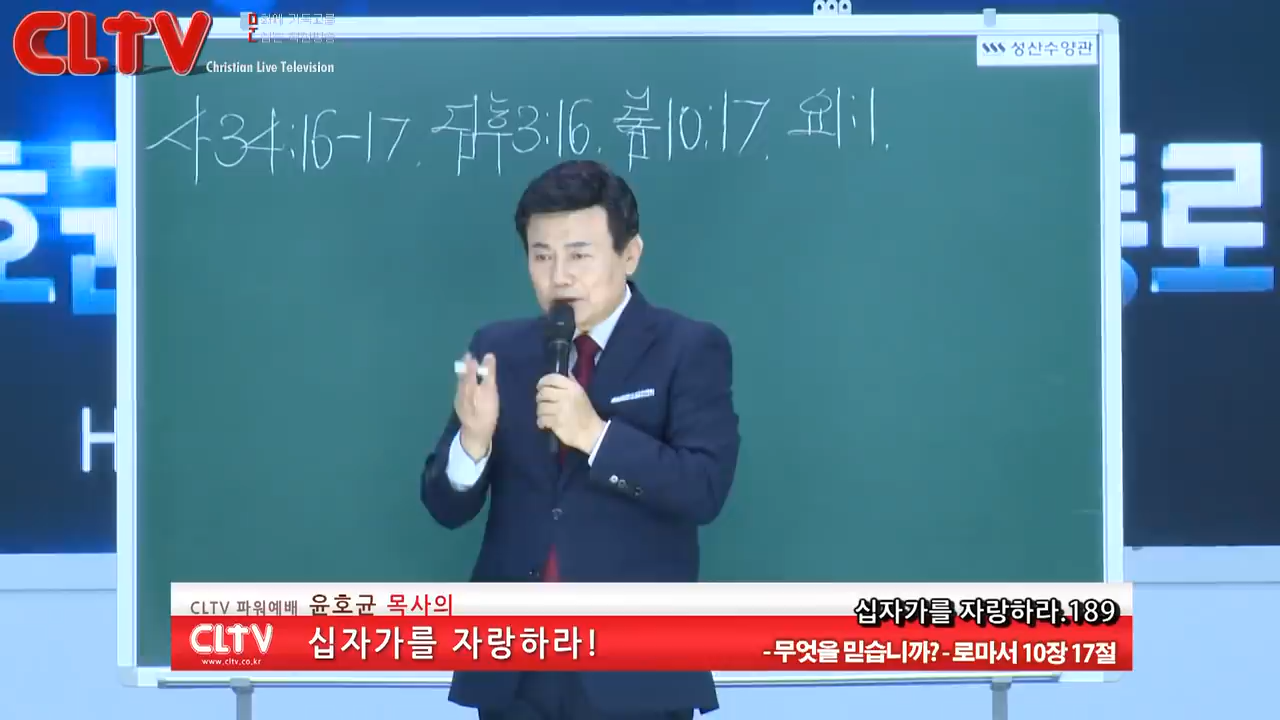 CLTV
Christian Live Television
성산수양관
사34:16-17. 딤후3:16. 롬10:17. 요1:1.
통로
H
CLTV 파워예배 윤호균 목사의
십자가를 자랑하라.189
CLTV 십자가를 자랑하라!
www.cltv.co.kr
-무엇을 믿습니까?- 로마서 10장 17절